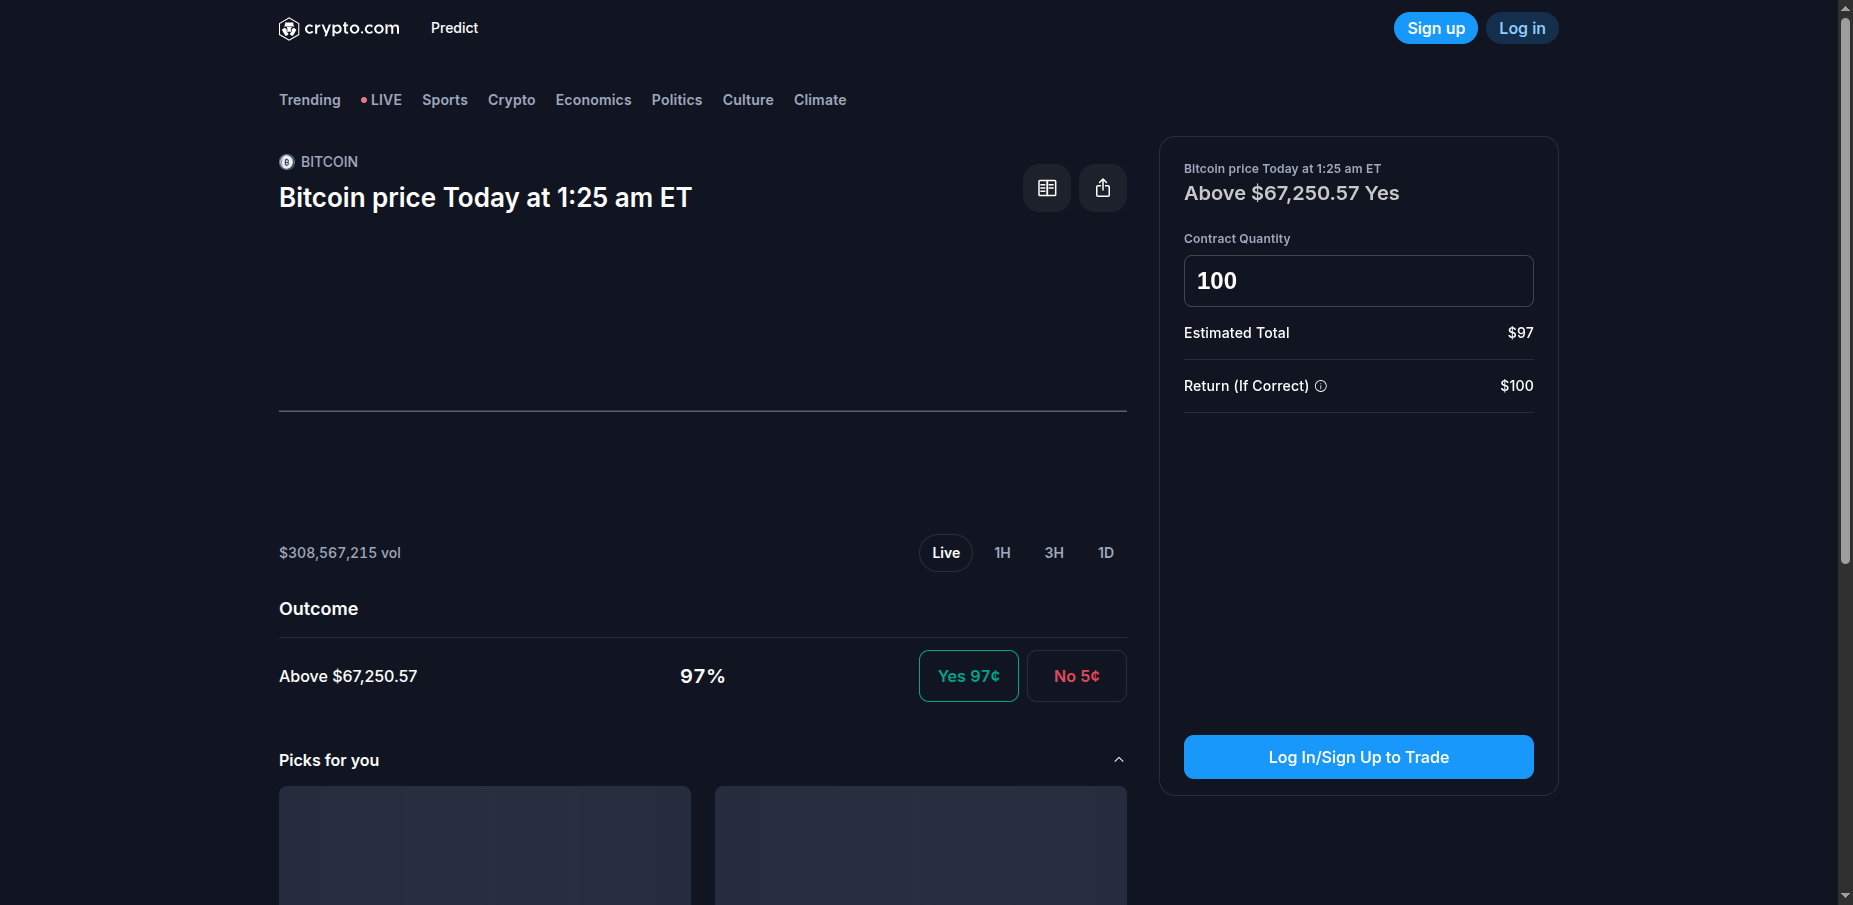 crypto.com
Predict
Sign up
Log in
Trending
LIVE
Sports
Crypto
Economics
Politics
Culture
Climate
BITCOIN
Bitcoin price Today at 1:25 am ET
$308,567,215 vol
Live
1H
3H
1D
Outcome
Above $67,250.57
97%
Yes 97¢
No 5¢
Picks for you
Bitcoin price Today at 1:25 am ET
Above $67,250.57 Yes
Contract Quantity
100
Estimated Total
$97
Return (If Correct)
$100
Log In/Sign Up to Trade